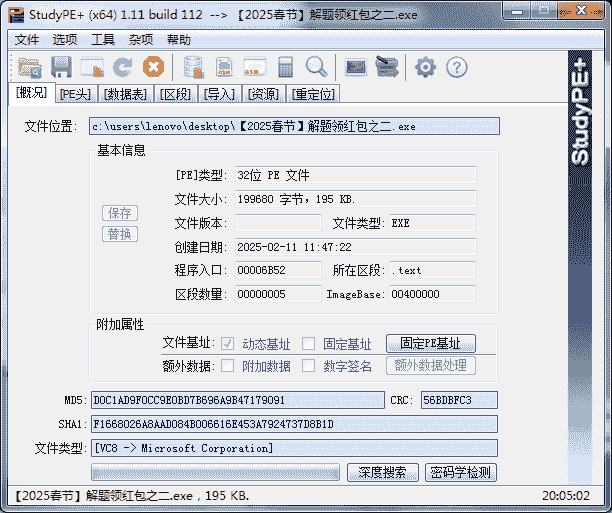 StudyPE+ (x64) 1.11 build 112 --> 【2025春节】解题领红包之二.exe
文件 选项 工具 杂项 帮助
[概况] [PE头] [数据表] [区段] [导入] [资源] [重定位]
StudyPE+
文件位置: c:\users\lenovo\desktop\【2025春节】解题领红包之二.exe
基本信息
[PE]类型: 32位 PE 文件
文件大小: 199680 字节，195 KB.
保存
文件版本: 文件类型: EXE
替换
创建日期: 2025-02-11 11:47:22
程序入口: 00006B52 所在区段: .text
区段数量: 00000005 ImageBase: 00400000
附加属性
文件基址: 动态基址 固定基址 固定PE基址
额外数据: 附加数据 数字签名 额外数据处理
MD5: D0C1AD9F0CC9E0BD7B696A9B47179091 CRC: 56BDBFC3
SHA1: F1668026A8AAD084B006616E453A7924737D8B1D
文件类型: [VC8 -> Microsoft Corporation]
深度搜索 密码学检测
【2025春节】解题领红包之二.exe，195 KB. 20:05:02